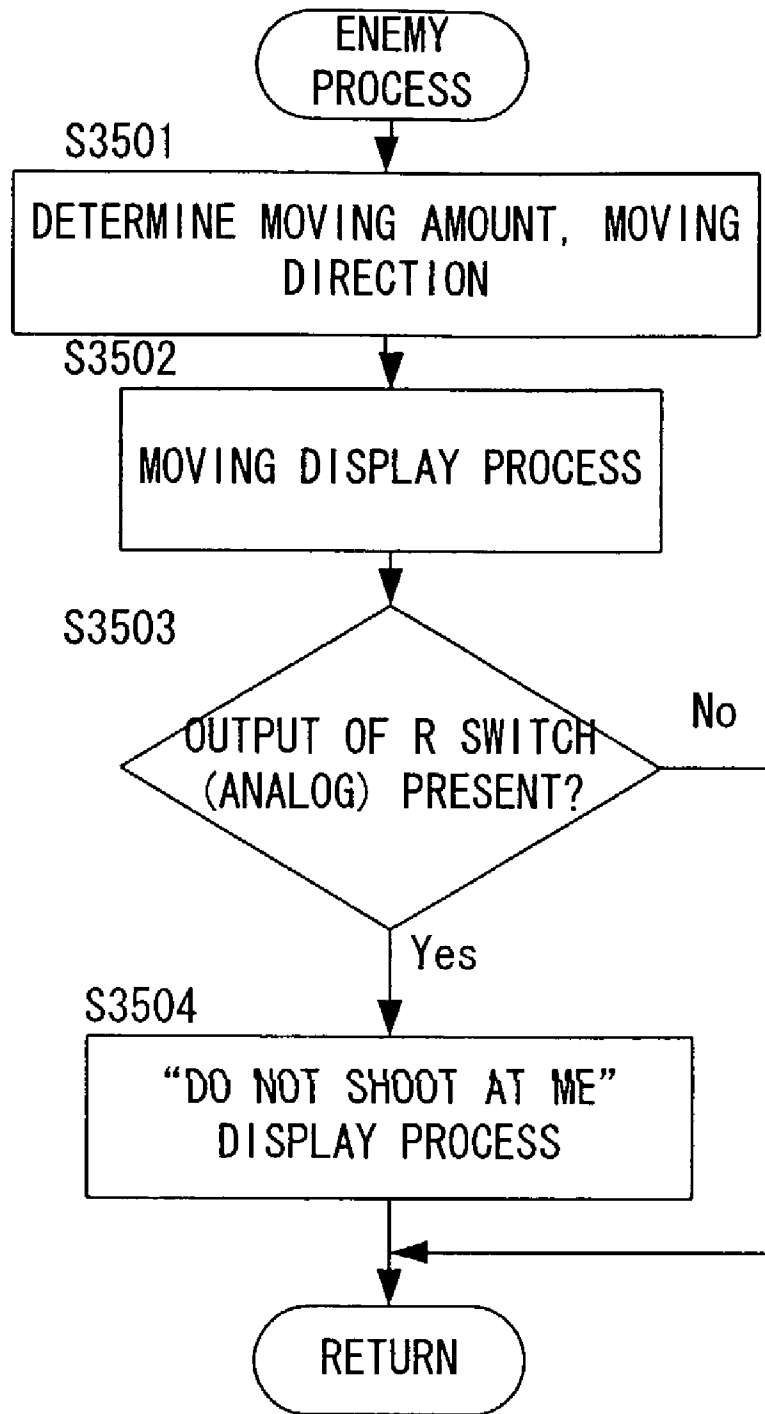 ENEMY
PROCESS
S3501
DETERMINE MOVING AMOUNT, MOVING
DIRECTION
S3502
MOVING DISPLAY PROCESS
S3503
OUTPUT OF R SWITCH
(ANALOG) PRESENT?
No
Yes
S3504
“DO NOT SHOOT AT ME”
DISPLAY PROCESS
RETURN